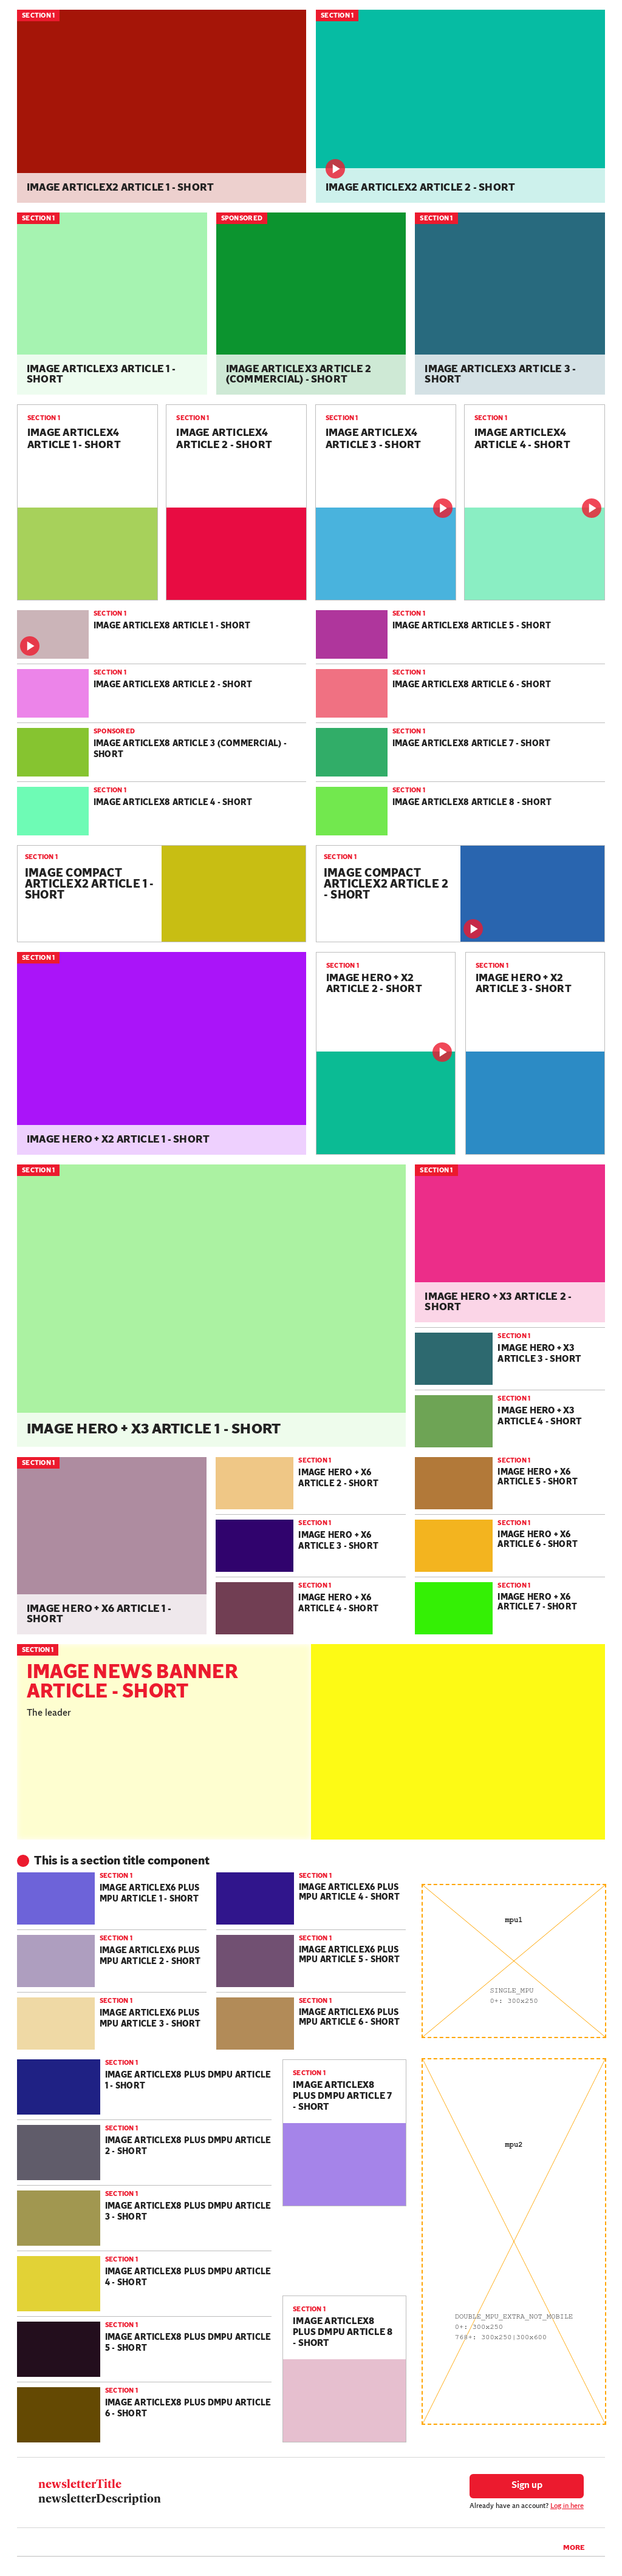 SECTION 1
IMAGE ARTICLEX2 ARTICLE 1 - SHORT
SECTION 1
IMAGE ARTICLEX2 ARTICLE 2 - SHORT
SECTION 1
IMAGE ARTICLEX3 ARTICLE 1 -
SHORT
SPONSORED
IMAGE ARTICLEX3 ARTICLE 2
(COMMERCIAL) - SHORT
SECTION 1
IMAGE ARTICLEX3 ARTICLE 3 -
SHORT
SECTION 1
IMAGE ARTICLEX4
ARTICLE 1 - SHORT
SECTION 1
IMAGE ARTICLEX4
ARTICLE 2 - SHORT
SECTION 1
IMAGE ARTICLEX4
ARTICLE 3 - SHORT
SECTION 1
IMAGE ARTICLEX4
ARTICLE 4 - SHORT
SECTION 1
IMAGE ARTICLEX8 ARTICLE 1 - SHORT
SECTION 1
IMAGE ARTICLEX8 ARTICLE 2 - SHORT
SPONSORED
IMAGE ARTICLEX8 ARTICLE 3 (COMMERCIAL) -
SHORT
SECTION 1
IMAGE ARTICLEX8 ARTICLE 4 - SHORT
SECTION 1
IMAGE ARTICLEX8 ARTICLE 5 - SHORT
SECTION 1
IMAGE ARTICLEX8 ARTICLE 6 - SHORT
SECTION 1
IMAGE ARTICLEX8 ARTICLE 7 - SHORT
SECTION 1
IMAGE ARTICLEX8 ARTICLE 8 - SHORT
SECTION 1
IMAGE COMPACT
ARTICLEX2 ARTICLE 1 -
SHORT
SECTION 1
IMAGE COMPACT
ARTICLEX2 ARTICLE 2
- SHORT
SECTION 1
IMAGE HERO + X2 ARTICLE 1 - SHORT
SECTION 1
IMAGE HERO + X2
ARTICLE 2 - SHORT
SECTION 1
IMAGE HERO + X2
ARTICLE 3 - SHORT
SECTION 1
IMAGE HERO + X3 ARTICLE 1 - SHORT
SECTION 1
IMAGE HERO + X3 ARTICLE 2 -
SHORT
SECTION 1
IMAGE HERO + X3
ARTICLE 3 - SHORT
SECTION 1
IMAGE HERO + X3
ARTICLE 4 - SHORT
SECTION 1
IMAGE HERO + X6 ARTICLE 1 -
SHORT
SECTION 1
IMAGE HERO + X6
ARTICLE 2 - SHORT
SECTION 1
IMAGE HERO + X6
ARTICLE 3 - SHORT
SECTION 1
IMAGE HERO + X6
ARTICLE 4 - SHORT
SECTION 1
IMAGE HERO + X6
ARTICLE 5 - SHORT
SECTION 1
IMAGE HERO + X6
ARTICLE 6 - SHORT
SECTION 1
IMAGE HERO + X6
ARTICLE 7 - SHORT
SECTION 1
IMAGE NEWS BANNER
ARTICLE - SHORT
The leader
This is a section title component
SECTION 1
IMAGE ARTICLEX6 PLUS
MPU ARTICLE 1 - SHORT
SECTION 1
IMAGE ARTICLEX6 PLUS
MPU ARTICLE 2 - SHORT
SECTION 1
IMAGE ARTICLEX6 PLUS
MPU ARTICLE 3 - SHORT
SECTION 1
IMAGE ARTICLEX6 PLUS
MPU ARTICLE 4 - SHORT
SECTION 1
IMAGE ARTICLEX6 PLUS
MPU ARTICLE 5 - SHORT
SECTION 1
IMAGE ARTICLEX6 PLUS
MPU ARTICLE 6 - SHORT
mpu1
SINGLE_MPU
0+: 300x250
SECTION 1
IMAGE ARTICLEX8 PLUS DMPU ARTICLE
1 - SHORT
SECTION 1
IMAGE ARTICLEX8 PLUS DMPU ARTICLE
2 - SHORT
SECTION 1
IMAGE ARTICLEX8 PLUS DMPU ARTICLE
3 - SHORT
SECTION 1
IMAGE ARTICLEX8 PLUS DMPU ARTICLE
4 - SHORT
SECTION 1
IMAGE ARTICLEX8 PLUS DMPU ARTICLE
5 - SHORT
SECTION 1
IMAGE ARTICLEX8 PLUS DMPU ARTICLE
6 - SHORT
SECTION 1
IMAGE ARTICLEX8
PLUS DMPU ARTICLE 7
- SHORT
SECTION 1
IMAGE ARTICLEX8
PLUS DMPU ARTICLE 8
- SHORT
mpu2
DOUBLE_MPU_EXTRA_NOT_MOBILE
0+: 300x250
768+: 300x250|300x600
newsletterTitle
newsletterDescription
Sign up
Already have an account? Log in here
MORE